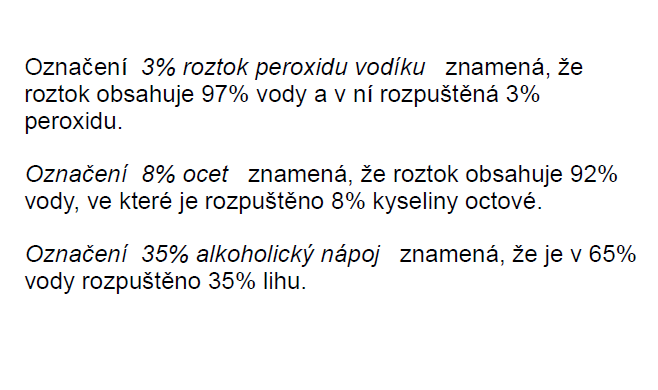 Označení 3% roztok peroxidu vodíku znamená, že
roztok obsahuje 97% vody a v ní rozpuštěná 3%
peroxidu.
Označení 8% ocet znamená, že roztok obsahuje 92%
vody, ve které je rozpuštěno 8% kyseliny octové.
Označení 35% alkoholický nápoj znamená, že je v 65%
vody rozpuštěno 35% lihu.